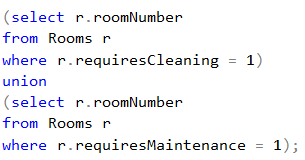 (select r.roomNumber
from Rooms r
where r.requiresCleaning = 1)
union
(select r.roomNumber
from Rooms r
where r.requiresMaintenance = 1);